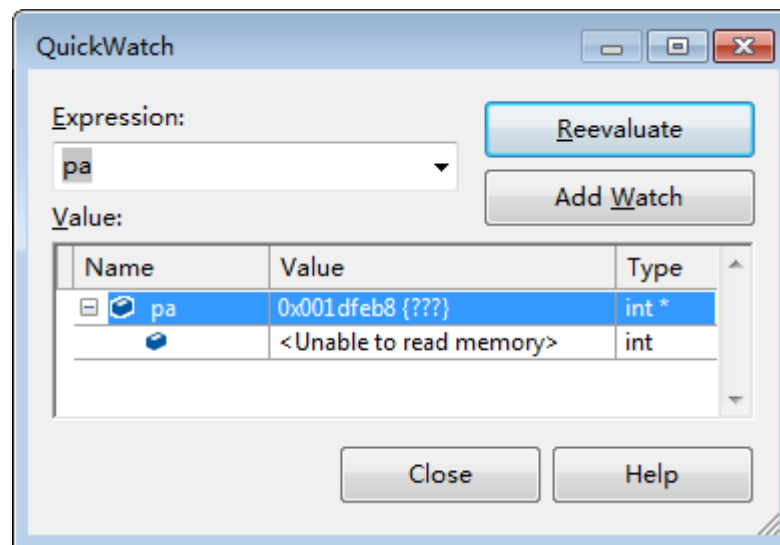 QuickWatch
Expression:
Reevaluate
pa
Add Watch
Value:
Name Value Type
pa 0x001dfeb8 {???} int *
<Unable to read memory> int
Close Help